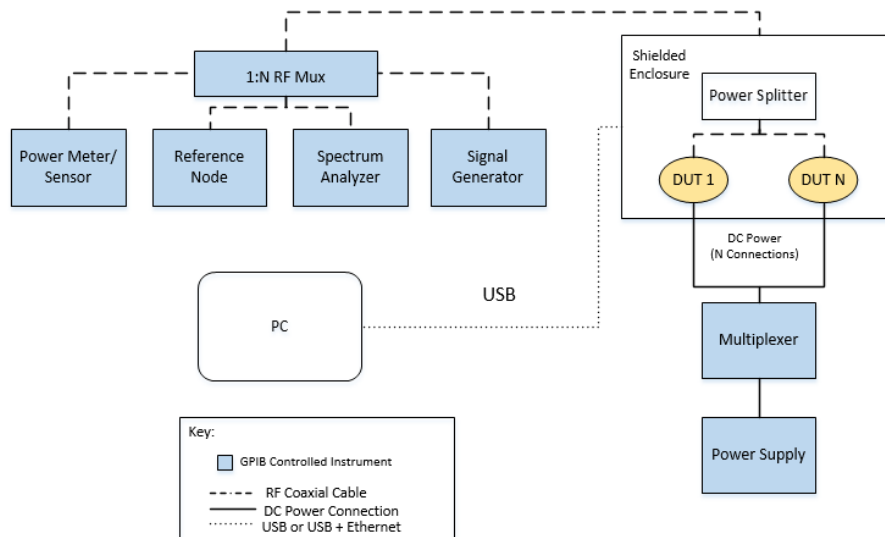 1:N RF Mux
Power Meter/
Sensor
Reference
Node
Spectrum
Analyzer
Signal
Generator
Shielded
Enclosure
Power Splitter
DUT 1
DUT N
DC Power
(N Connections)
PC
USB
Multiplexer
Power Supply
Key:
GPIB Controlled Instrument
RF Coaxial Cable
DC Power Connection
USB or USB + Ethernet